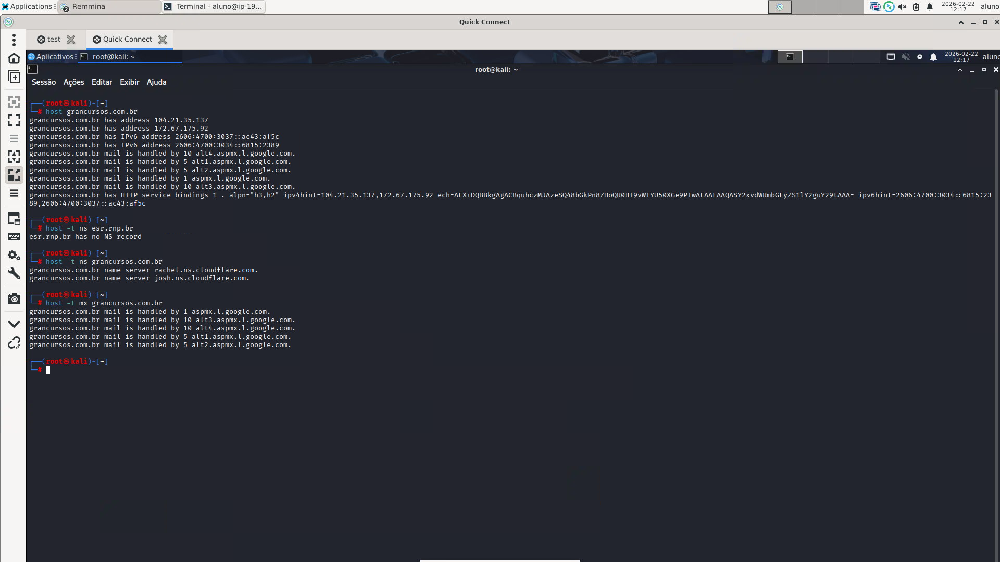 Applications
2 Remmina
Terminal - aluno@ip-19...
2026-02-22
12:17
aluno
Quick Connect
test
Quick Connect
Aplicativos
root@kali: ~
2026-02-22
12:17
aluno
root@kali: ~
Sessão Ações Editar Exibir Ajuda
┌──(root㉿kali)-[~]
└─# host grancursos.com.br
grancursos.com.br has address 104.21.35.137
grancursos.com.br has address 172.67.175.92
grancursos.com.br has IPv6 address 2606:4700:3037::ac43:af5c
grancursos.com.br has IPv6 address 2606:4700:3034::6815:2389
grancursos.com.br mail is handled by 10 alt4.aspmx.l.google.com.
grancursos.com.br mail is handled by 5 alt1.aspmx.l.google.com.
grancursos.com.br mail is handled by 5 alt2.aspmx.l.google.com.
grancursos.com.br mail is handled by 1 aspmx.l.google.com.
grancursos.com.br mail is handled by 10 alt3.aspmx.l.google.com.
grancursos.com.br has HTTP service bindings 1 . alpn="h3,h2" ipv4hint=104.21.35.137,172.67.175.92 ech=AEX+DQBBkgAgACBquhczMJAzeSQ48bGkPn8ZHoQR0HT9vWTYU50XGe9PTwAEAAEAAQASY2xvdWRmbGFyZS1lY2guY29tAAA= ipv6hint=2606:4700:3034::6815:23
89,2606:4700:3037::ac43:af5c
┌──(root㉿kali)-[~]
└─# host -t ns esr.rnp.br
esr.rnp.br has no NS record
┌──(root㉿kali)-[~]
└─# host -t ns grancursos.com.br
grancursos.com.br name server rachel.ns.cloudflare.com.
grancursos.com.br name server josh.ns.cloudflare.com.
┌──(root㉿kali)-[~]
└─# host -t mx grancursos.com.br
grancursos.com.br mail is handled by 1 aspmx.l.google.com.
grancursos.com.br mail is handled by 10 alt3.aspmx.l.google.com.
grancursos.com.br mail is handled by 10 alt4.aspmx.l.google.com.
grancursos.com.br mail is handled by 5 alt1.aspmx.l.google.com.
grancursos.com.br mail is handled by 5 alt2.aspmx.l.google.com.
┌──(root㉿kali)-[~]
└─#